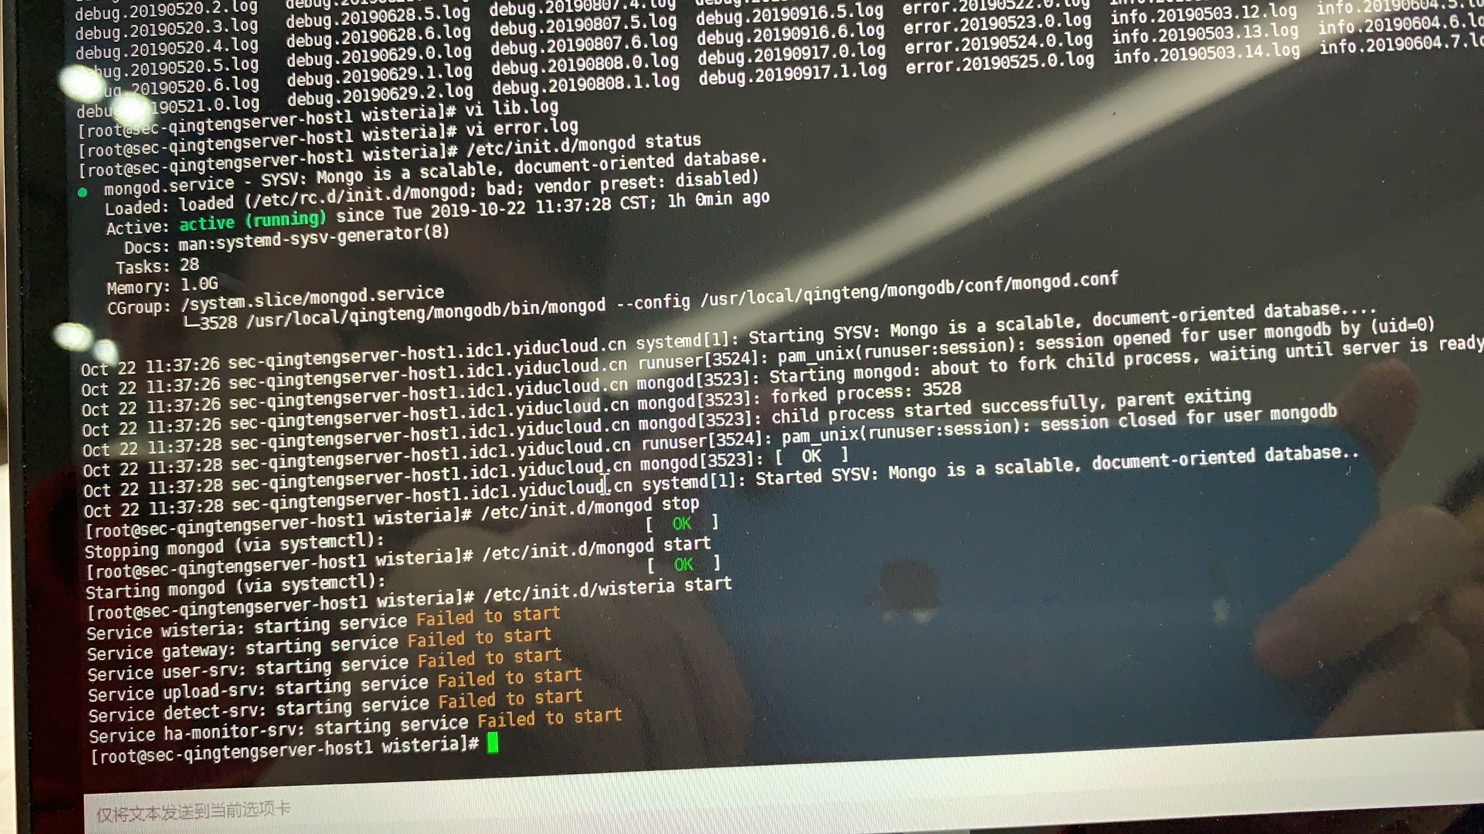 debug.20190520.2.log debug.20190628.5.log debug.20190807.4.log debug.20190916.5.log error.20190522.0.log info.20190503.12.log info.20190604.5.
debug.20190520.3.log debug.20190628.6.log debug.20190807.5.log debug.20190916.6.log error.20190523.0.log info.20190503.13.log info.20190604.6.l
debug.20190520.4.log debug.20190629.0.log debug.20190807.6.log debug.20190917.0.log error.20190524.0.log info.20190503.14.log info.20190604.7.lo
bug.20190520.5.log debug.20190629.1.log debug.20190808.0.log debug.20190917.1.log error.20190525.0.log
ug.20190520.6.log debug.20190629.2.log debug.20190808.1.log
debu 190521.0.log
[root@sec-qingtengserver-host1 wisteria]# vi lib.log
[root@sec-qingtengserver-host1 wisteria]# vi error.log
[root@sec-qingtengserver-host1 wisteria]# /etc/init.d/mongod status
● mongod.service - SYSV: Mongo is a scalable, document-oriented database.
Loaded: loaded (/etc/rc.d/init.d/mongod; bad; vendor preset: disabled)
Active: active (running) since Tue 2019-10-22 11:37:28 CST; 1h 0min ago
Docs: man:systemd-sysv-generator(8)
Tasks: 28
Memory: 1.0G
CGroup: /system.slice/mongod.service
└─3528 /usr/local/qingteng/mongodb/bin/mongod --config /usr/local/qingteng/mongodb/conf/mongod.conf
Oct 22 11:37:26 sec-qingtengserver-host1.idc1.yiducloud.cn systemd[1]: Starting SYSV: Mongo is a scalable, document-oriented database....
Oct 22 11:37:26 sec-qingtengserver-host1.idc1.yiducloud.cn runuser[3524]: pam_unix(runuser:session): session opened for user mongodb by (uid=0)
Oct 22 11:37:26 sec-qingtengserver-host1.idc1.yiducloud.cn mongod[3523]: Starting mongod: about to fork child process, waiting until server is ready
Oct 22 11:37:26 sec-qingtengserver-host1.idc1.yiducloud.cn mongod[3523]: forked process: 3528
Oct 22 11:37:28 sec-qingtengserver-host1.idc1.yiducloud.cn mongod[3523]: child process started successfully, parent exiting
Oct 22 11:37:28 sec-qingtengserver-host1.idc1.yiducloud.cn runuser[3524]: pam_unix(runuser:session): session closed for user mongodb
Oct 22 11:37:28 sec-qingtengserver-host1.idc1.yiducloud.cn mongod[3523]: [ OK ]
Oct 22 11:37:28 sec-qingtengserver-host1.idc1.yiducloud.cn systemd[1]: Started SYSV: Mongo is a scalable, document-oriented database..
[root@sec-qingtengserver-host1 wisteria]# /etc/init.d/mongod stop
Stopping mongod (via systemctl): [ OK ]
[root@sec-qingtengserver-host1 wisteria]# /etc/init.d/mongod start
Starting mongod (via systemctl): [ OK ]
[root@sec-qingtengserver-host1 wisteria]# /etc/init.d/wisteria start
Service wisteria: starting service Failed to start
Service gateway: starting service Failed to start
Service user-srv: starting service Failed to start
Service upload-srv: starting service Failed to start
Service detect-srv: starting service Failed to start
Service ha-monitor-srv: starting service Failed to start
[root@sec-qingtengserver-host1 wisteria]#
仅将文本发送到当前选项卡